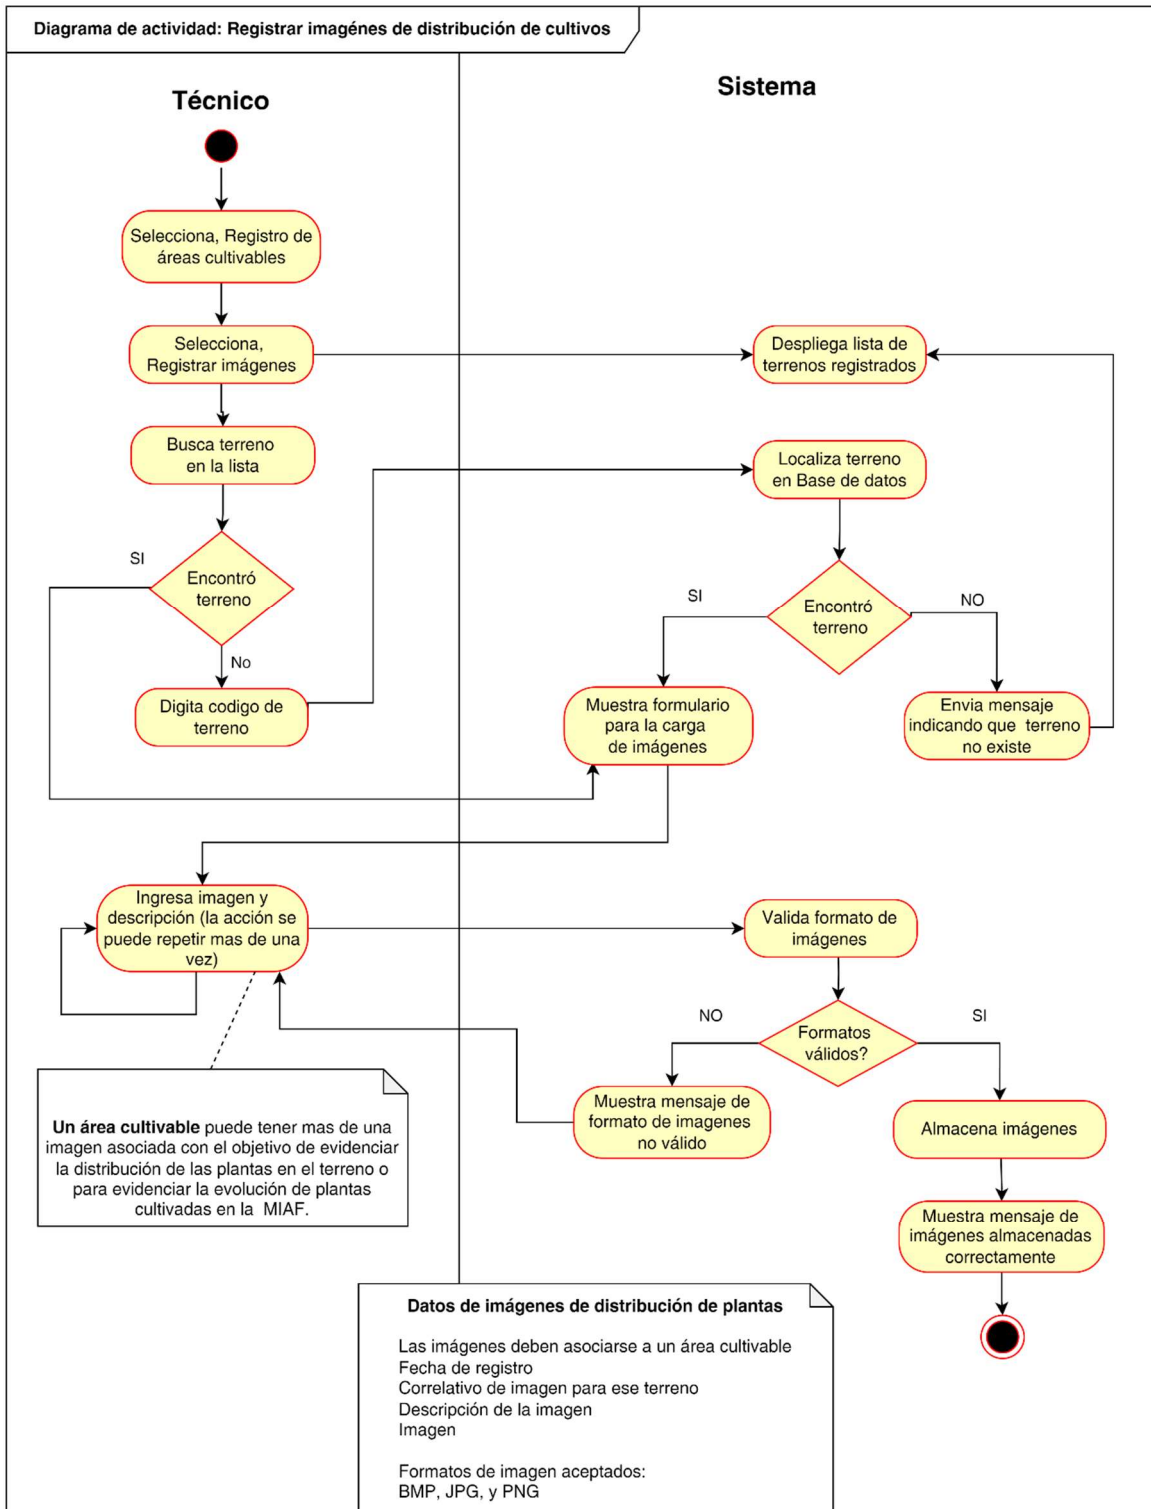 Diagrama de actividad: Registrar imagénes de distribución de cultivos
Técnico
Sistema
Selecciona, Registro de
áreas cultivables
Selecciona,
Registrar imágenes
Despliega lista de
terrenos registrados
Busca terreno
en la lista
Localiza terreno
en Base de datos
SI
Encontró
terreno
No
SI
Encontró
terreno
NO
Digita codigo de
terreno
Muestra formulario
para la carga
de imágenes
Envia mensaje
indicando que terreno
no existe
Ingresa imagen y
descripción (la acción se
puede repetir mas de una
vez)
Valida formato de
imágenes
NO
Formatos
válidos?
SI
Muestra mensaje de
formato de imagenes
no válido
Almacena imágenes
Un área cultivable puede tener mas de una
imagen asociada con el objetivo de evidenciar
la distribución de las plantas en el terreno o
para evidenciar la evolución de plantas
cultivadas en la MIAF.
Muestra mensaje de
imágenes almacenadas
correctamente
Datos de imágenes de distribución de plantas
Las imágenes deben asociarse a un área cultivable
Fecha de registro
Correlativo de imagen para ese terreno
Descripción de la imagen
Imagen
Formatos de imagen aceptados:
BMP, JPG, y PNG